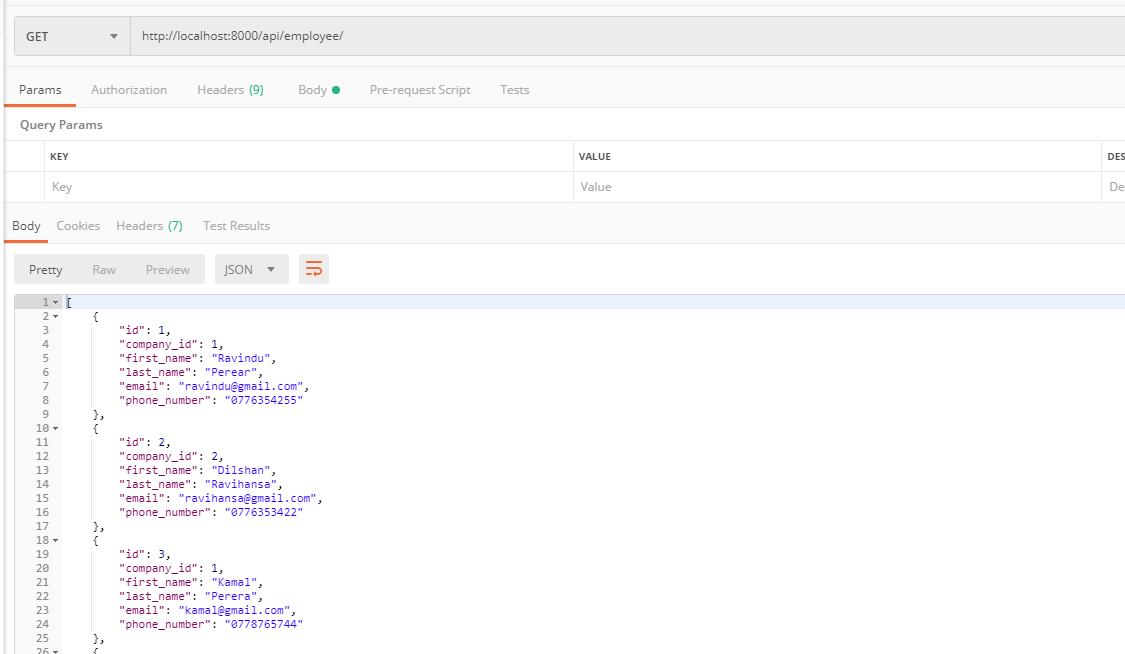 GET http://localhost:8000/api/employee/
Params Authorization Headers (9) Body Pre-request Script Tests
Query Params
KEY VALUE DES
Key Value De
Body Cookies Headers (7) Test Results
Pretty Raw Preview JSON
1 [
2 {
3 "id": 1,
4 "company_id": 1,
5 "first_name": "Ravindu",
6 "last_name": "Perear",
7 "email": "ravindu@gmail.com",
8 "phone_number": "0776354255"
9 },
10 {
11 "id": 2,
12 "company_id": 2,
13 "first_name": "Dilshan",
14 "last_name": "Ravihansa",
15 "email": "ravihansa@gmail.com",
16 "phone_number": "0776353422"
17 },
18 {
19 "id": 3,
20 "company_id": 1,
21 "first_name": "Kamal",
22 "last_name": "Perera",
23 "email": "kamal@gmail.com",
24 "phone_number": "0778765744"
25 },
26 {